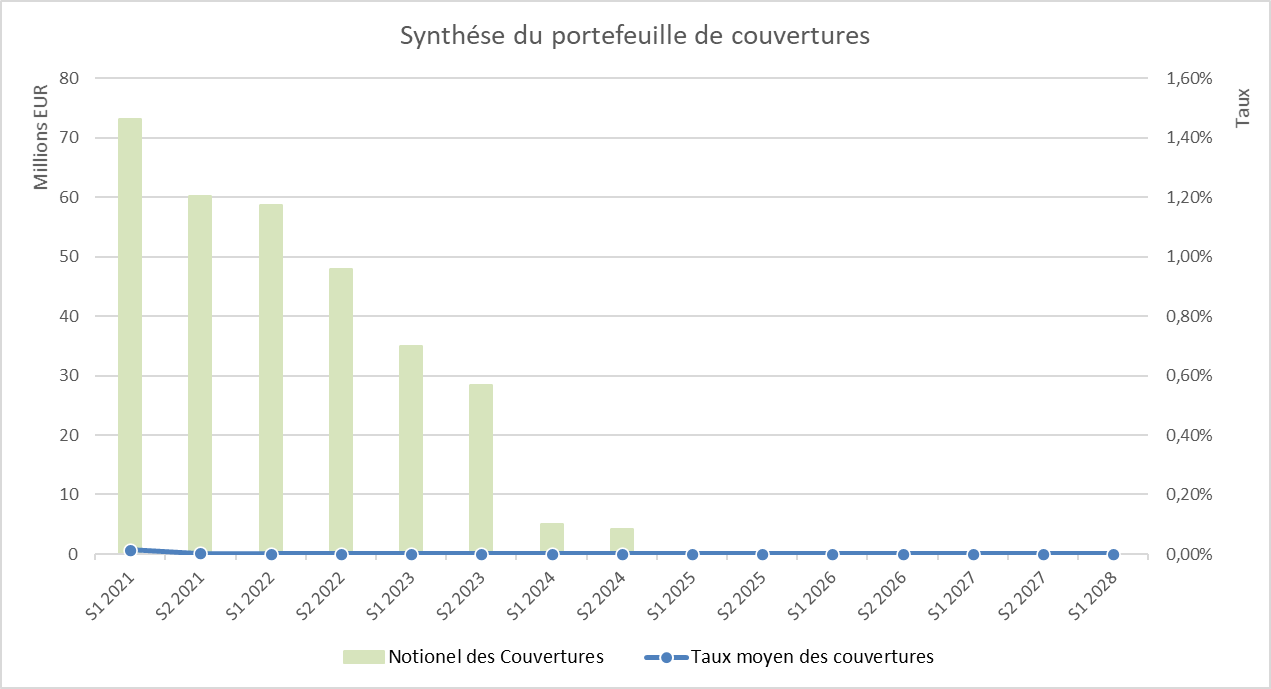 Synthése du portefeuille de couvertures
Millions EUR
Taux
80
70
60
50
40
30
20
10
0
1,60%
1,40%
1,20%
1,00%
0,80%
0,60%
0,40%
0,20%
0,00%
S1 2021
S2 2021
S1 2022
S2 2022
S1 2023
S2 2023
S1 2024
S2 2024
S1 2025
S2 2025
S1 2026
S2 2026
S1 2027
S2 2027
S1 2028
Notionel des Couvertures
Taux moyen des couvertures